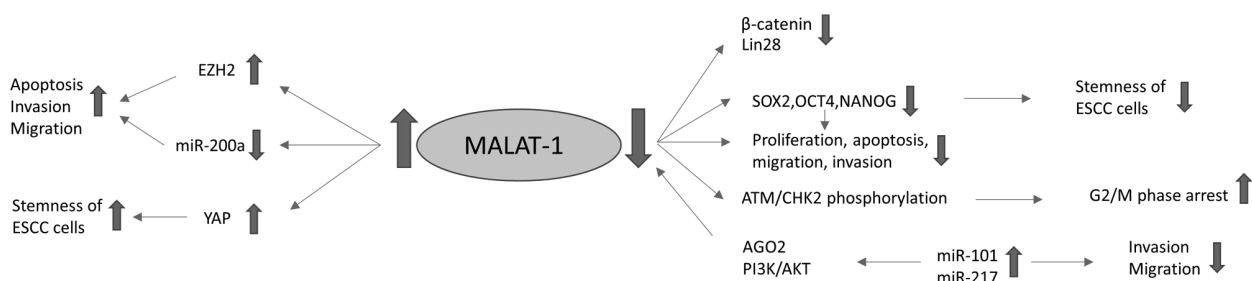 Apoptosis
Invasion
Migration
EZH2
miR-200a
Stemness of
ESCC cells
YAP
MALAT-1
β-catenin
Lin28
SOX2,OCT4,NANOG
Stemness of
ESCC cells
Proliferation, apoptosis,
migration, invasion
ATM/CHK2 phosphorylation
G2/M phase arrest
AGO2
PI3K/AKT
miR-101
miR-217
Invasion
Migration